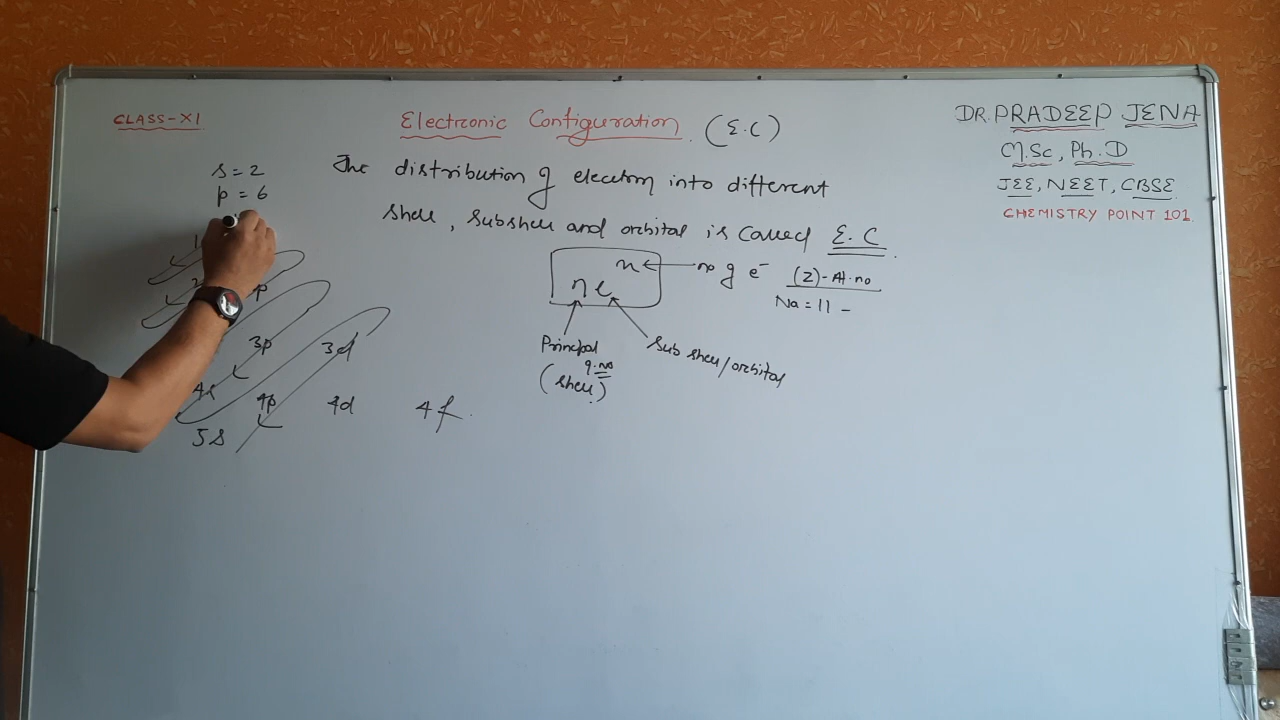 CLASS-XI
Electronic Configuration (E.C)
DR. PRADEEP JENA
M.Sc, Ph.D
JEE, NEET, CBSE
CHEMISTRY POINT 101
s = 2
p = 6
The distribution of electron into different
shell, subshell and orbital is called E.C
n
nl
no of e⁻
(Z)-At. no
Na = 11 -
Principal
q. no
(shell)
Sub shell/orbital
p
3p 3d
4s 4p 4d 4f
5s